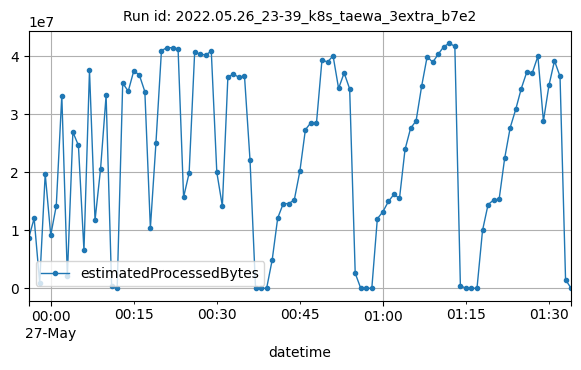 Run id: 2022.05.26_23-39_k8s_taewa_3extra_b7e2
1e7
4
3
2
1
0
estimatedProcessedBytes
00:00 00:15 00:30 00:45 01:00 01:15 01:30
27-May
datetime